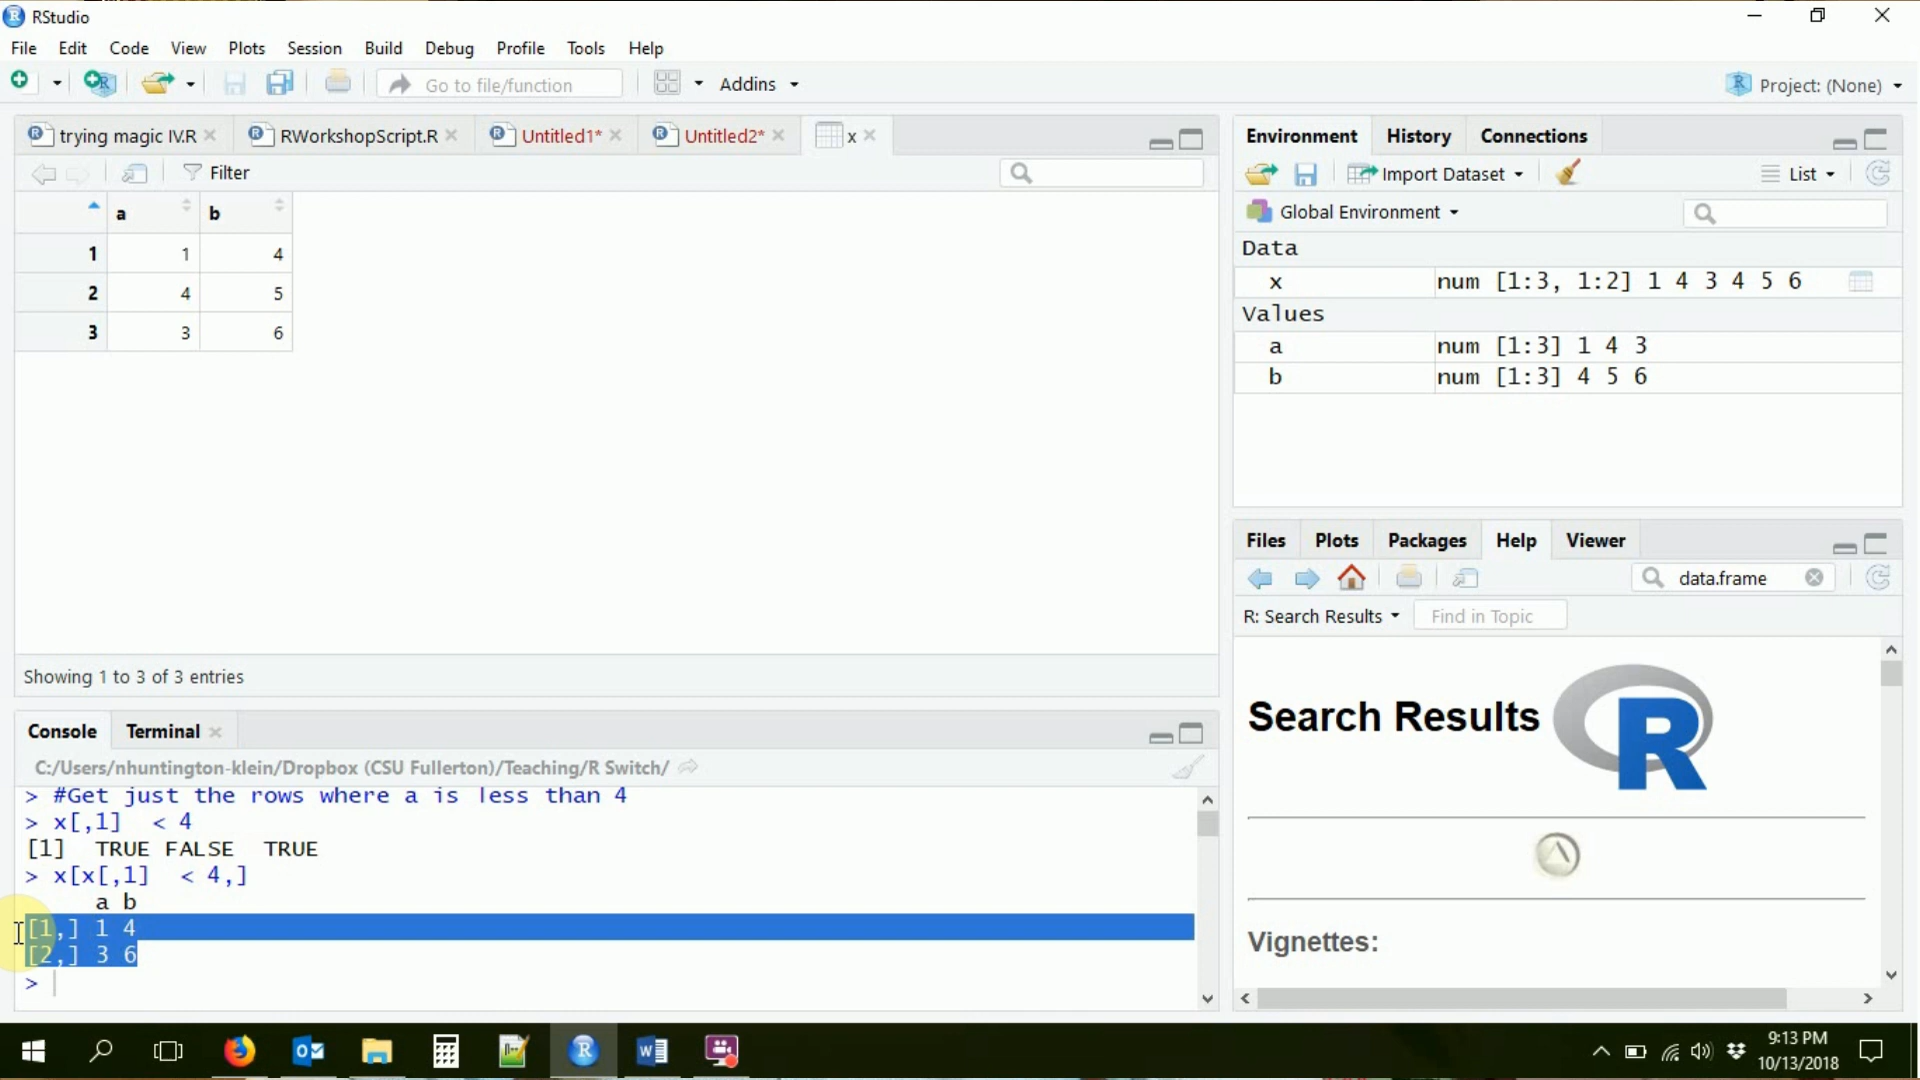 RStudio
File Edit Code View Plots Session Build Debug Profile Tools Help
Go to file/function Addins Project: (None)
trying magic IV.R RWorkshopScript.R Untitled1* Untitled2* x
Filter
a b
1 1 4
2 4 5
3 3 6
Showing 1 to 3 of 3 entries
Console Terminal
C:/Users/nhuntington-klein/Dropbox (CSU Fullerton)/Teaching/R Switch/
> #Get just the rows where a is less than 4
> x[,1]  < 4
[1]  TRUE FALSE  TRUE
> x[x[,1]  < 4,]
     a b
[1,] 1 4
[2,] 3 6
>
Environment History Connections
Import Dataset List
Global Environment
Data
x num [1:3, 1:2] 1 4 3 4 5 6
Values
a num [1:3] 1 4 3
b num [1:3] 4 5 6
Files Plots Packages Help Viewer
data.frame
R: Search Results Find in Topic
Search Results R
Vignettes:
9:13 PM
10/13/2018